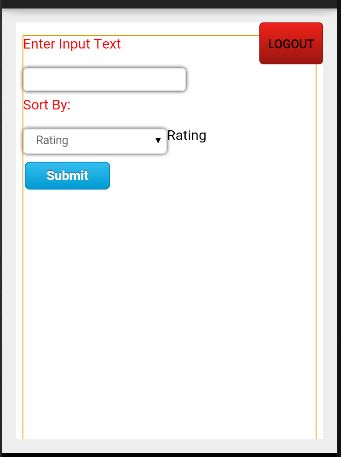 Enter Input Text
LOGOUT
Sort By:
Rating Rating
Submit